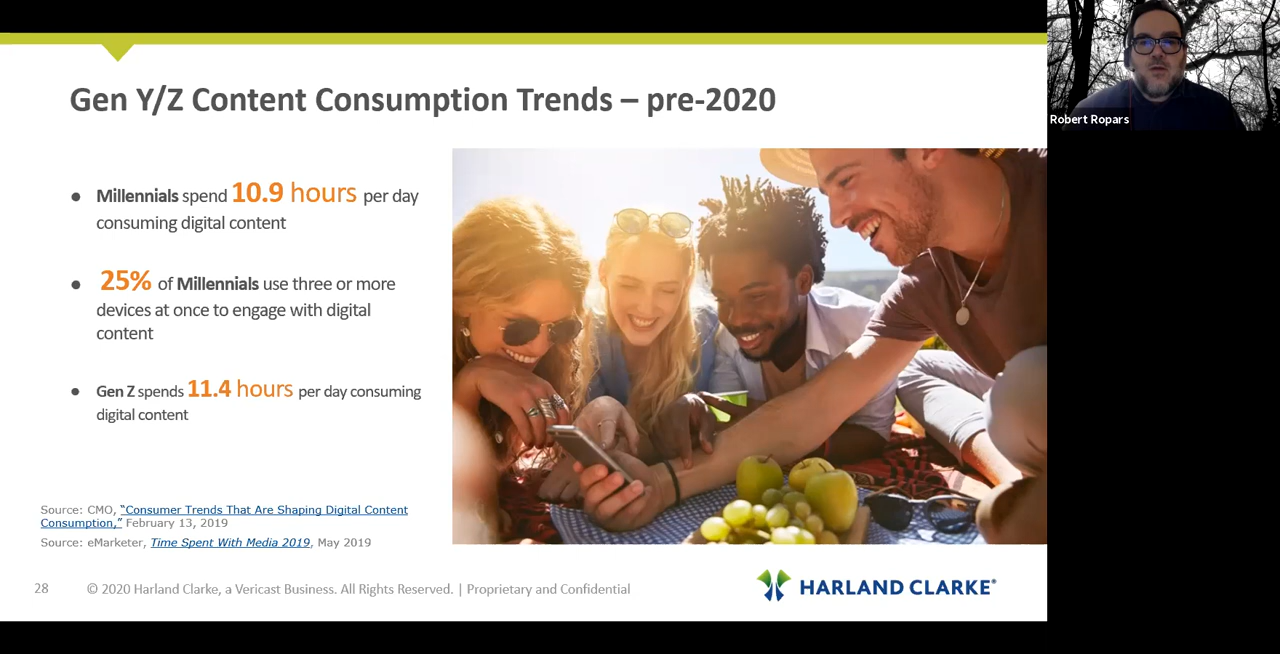 Gen Y/Z Content Consumption Trends – pre-2020
Robert Ropars
● Millennials spend 10.9 hours per day
consuming digital content
● 25% of Millennials use three or more
devices at once to engage with digital
content
● Gen Z spends 11.4 hours per day consuming
digital content
Source: CMO, “Consumer Trends That Are Shaping Digital Content
Consumption,” February 13, 2019
Source: eMarketer, Time Spent With Media 2019, May 2019
28 © 2020 Harland Clarke, a Vericast Business. All Rights Reserved. | Proprietary and Confidential
HARLAND CLARKE®